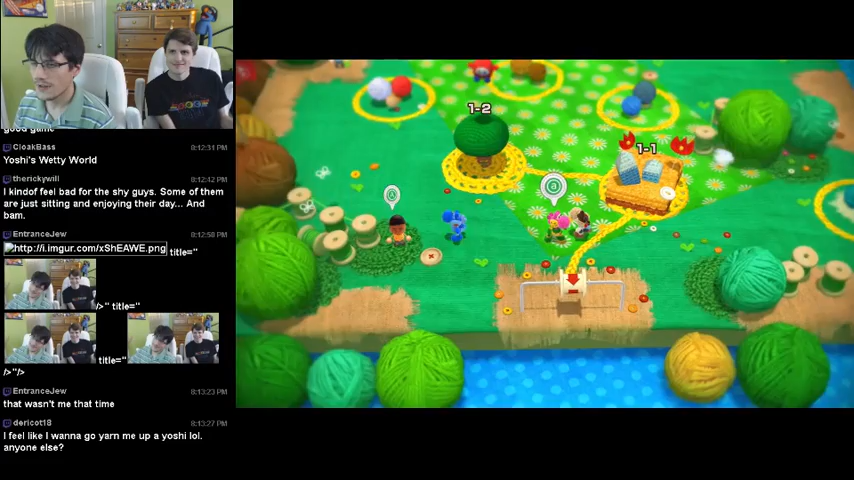 good game
CloakBass 8:12:31 PM
Yoshi's Wetty World
therickywill 8:12:42 PM
I kindof feel bad for the shy guys. Some of them
are just sitting and enjoying their day... And
bam.
EntranceJew 8:12:50 PM
http://i.imgur.com/xShEAWE.png title="
/>" title="
title="
/>"/>
EntranceJew 8:13:23 PM
that wasn't me that time
dericot18 8:13:27 PM
I feel like I wanna go yarn me up a yoshi lol.
anyone else?
1-2
1-1
a